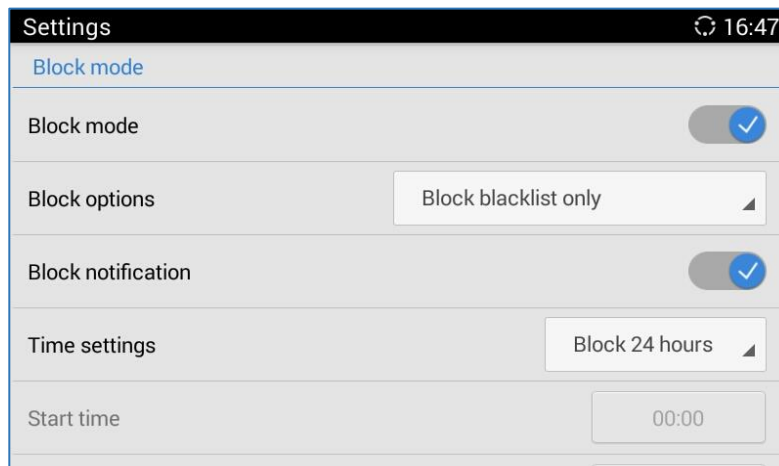 Settings 16:47
Block mode
Block mode
Block options Block blacklist only
Block notification
Time settings Block 24 hours
Start time 00:00